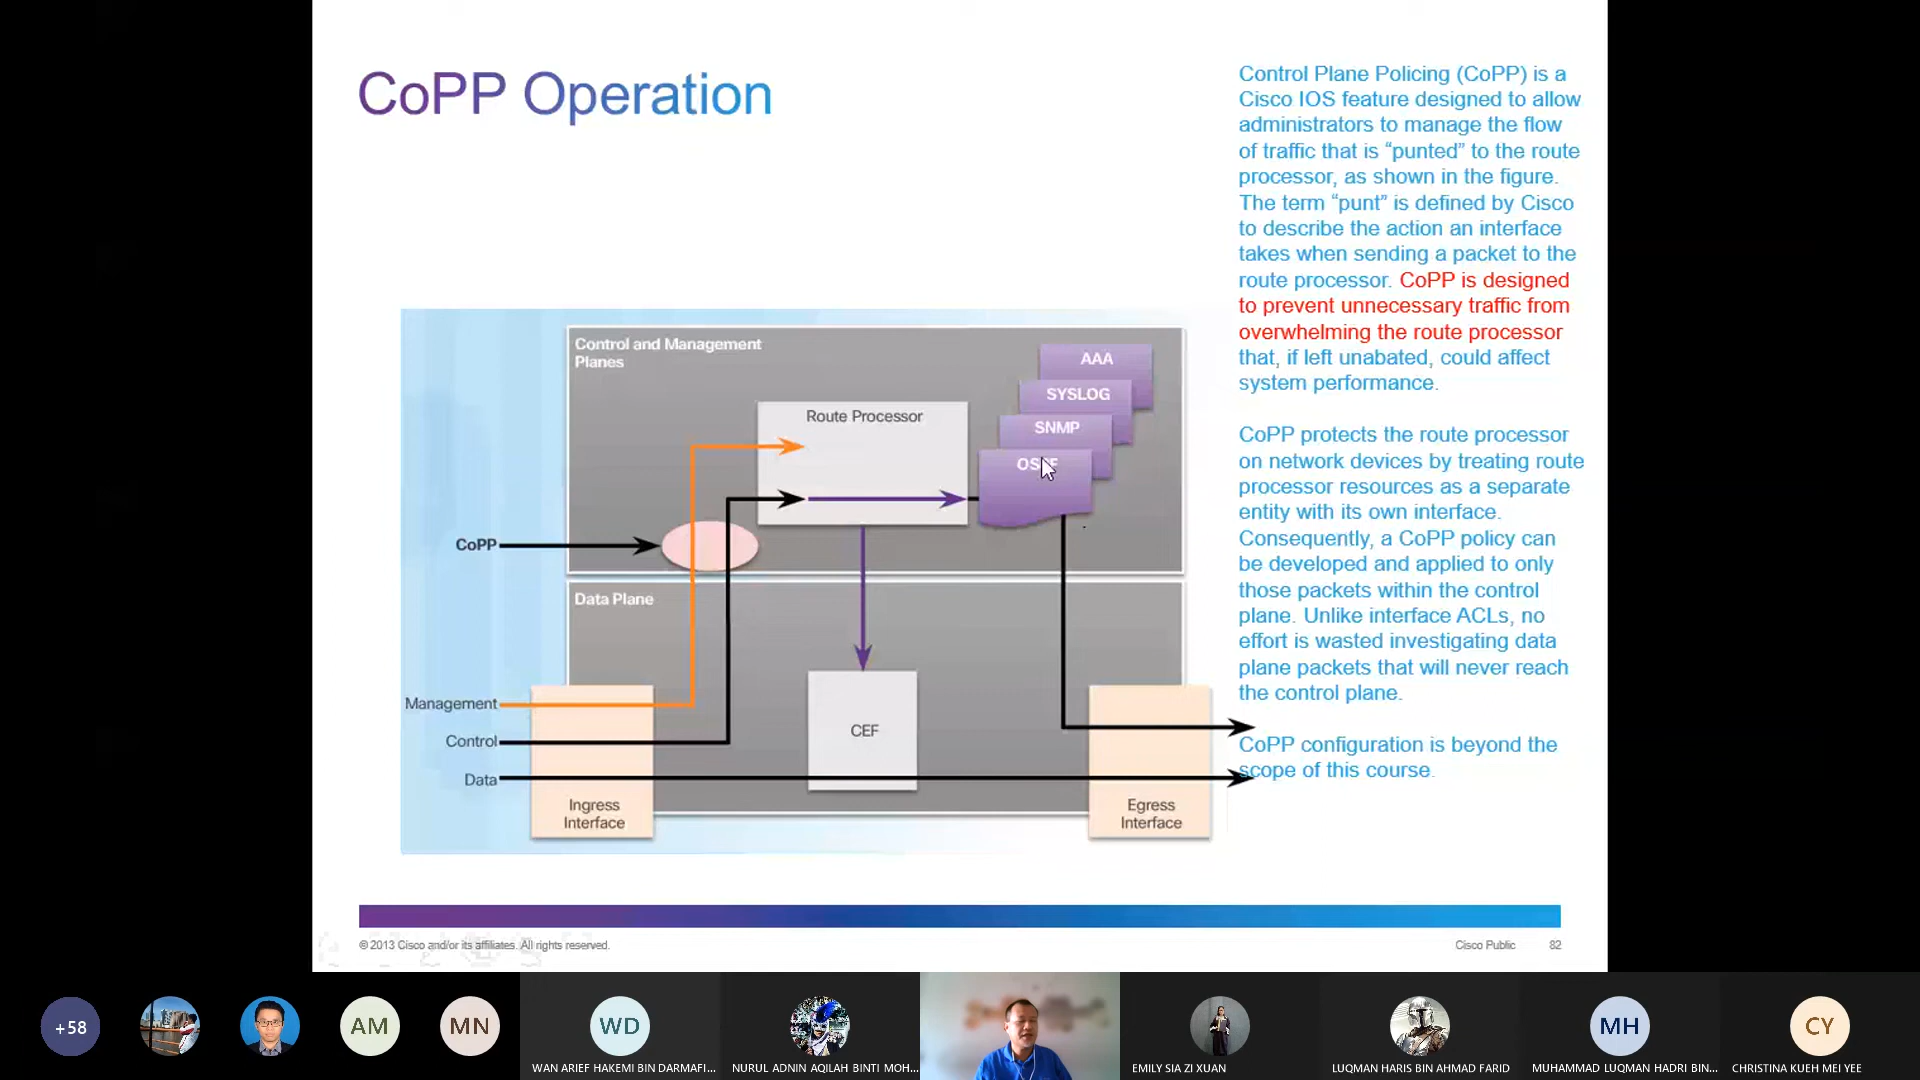 CoPP Operation
Control Plane Policing (CoPP) is a
Cisco IOS feature designed to allow
administrators to manage the flow
of traffic that is “punted” to the route
processor, as shown in the figure.
The term “punt” is defined by Cisco
to describe the action an interface
takes when sending a packet to the
route processor. CoPP is designed
to prevent unnecessary traffic from
overwhelming the route processor
that, if left unabated, could affect
system performance.
CoPP protects the route processor
on network devices by treating route
processor resources as a separate
entity with its own interface.
Consequently, a CoPP policy can
be developed and applied to only
those packets within the control
plane. Unlike interface ACLs, no
effort is wasted investigating data
plane packets that will never reach
the control plane.
CoPP configuration is beyond the
scope of this course.
Control and Management
Planes
AAA
SYSLOG
SNMP
OSPF
Route Processor
CoPP
Data Plane
Management
Control
Data
CEF
Ingress
Interface
Egress
Interface
© 2013 Cisco and/or its affiliates. All rights reserved.
Cisco Public
82
+58
AM
MN
WD
WAN ARIEF HAKEMI BIN DARMAFI...
NURUL ADNIN AQILAH BINTI MOH...
EMILY SIA ZI XUAN
LUQMAN HARIS BIN AHMAD FARID
MH
MUHAMMAD LUQMAN HADRI BIN...
CY
CHRISTINA KUEH MEI YEE